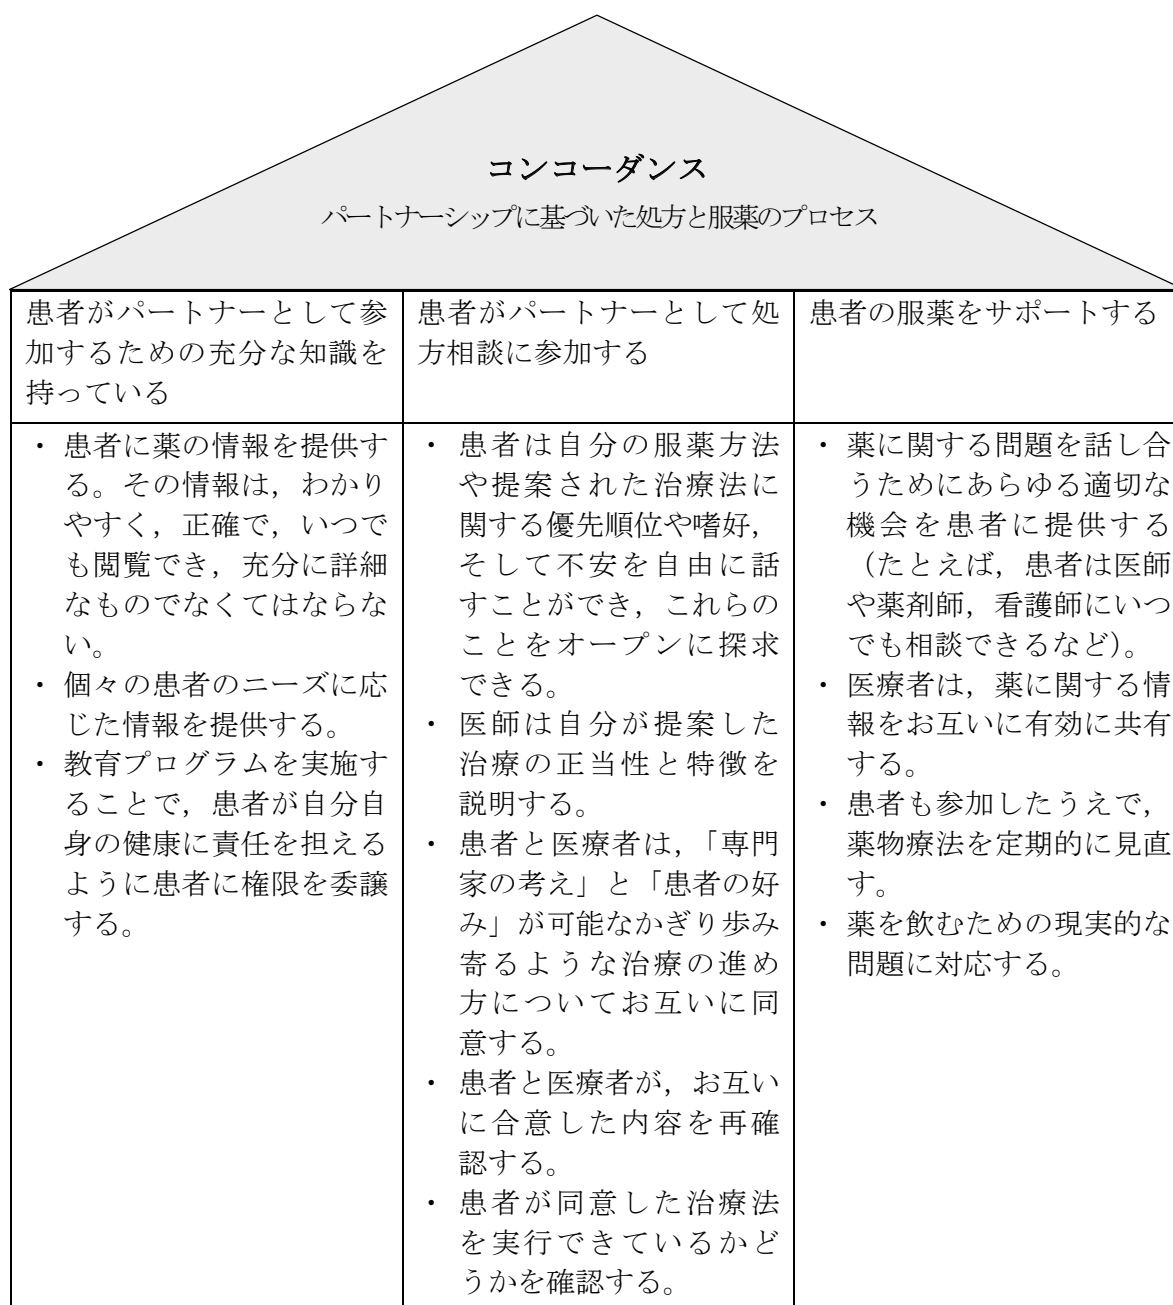 コンコーダンス
パートナーシップに基づいた処方と服薬のプロセス
患者がパートナーとして参
加するための充分な知識を
持っている
・ 患者に薬の情報を提供す
る。その情報は，わかり
やすく，正確で，いつで
も閲覧でき，充分に詳細
なものでなくてはならな
い。
・ 個々の患者のニーズに応
じた情報を提供する。
・ 教育プログラムを実施す
ることで，患者が自分自
身の健康に責任を担える
ように患者に権限を委譲
する。
患者がパートナーとして処
方相談に参加する
・ 患者は自分の服薬方法
や提案された治療法に
関する優先順位や嗜好，
そして不安を自由に話
すことができ，これらの
ことをオープンに探求
できる。
・ 医師は自分が提案した
治療の正当性と特徴を
説明する。
・ 患者と医療者は，「専門
家の考え」と「患者の好
み」が可能なかぎり歩み
寄るような治療の進め
方についてお互いに同
意する。
・ 患者と医療者が，お互い
に合意した内容を再確
認する。
・ 患者が同意した治療法
を実行できているかど
うかを確認する。
患者の服薬をサポートする
・ 薬に関する問題を話し合
うためにあらゆる適切な
機会を患者に提供する
（たとえば，患者は医師
や薬剤師，看護師にいつ
でも相談できるなど）。
・ 医療者は，薬に関する情
報をお互いに有効に共有
する。
・ 患者も参加したうえで，
薬物療法を定期的に見直
す。
・ 薬を飲むための現実的な
問題に対応する。